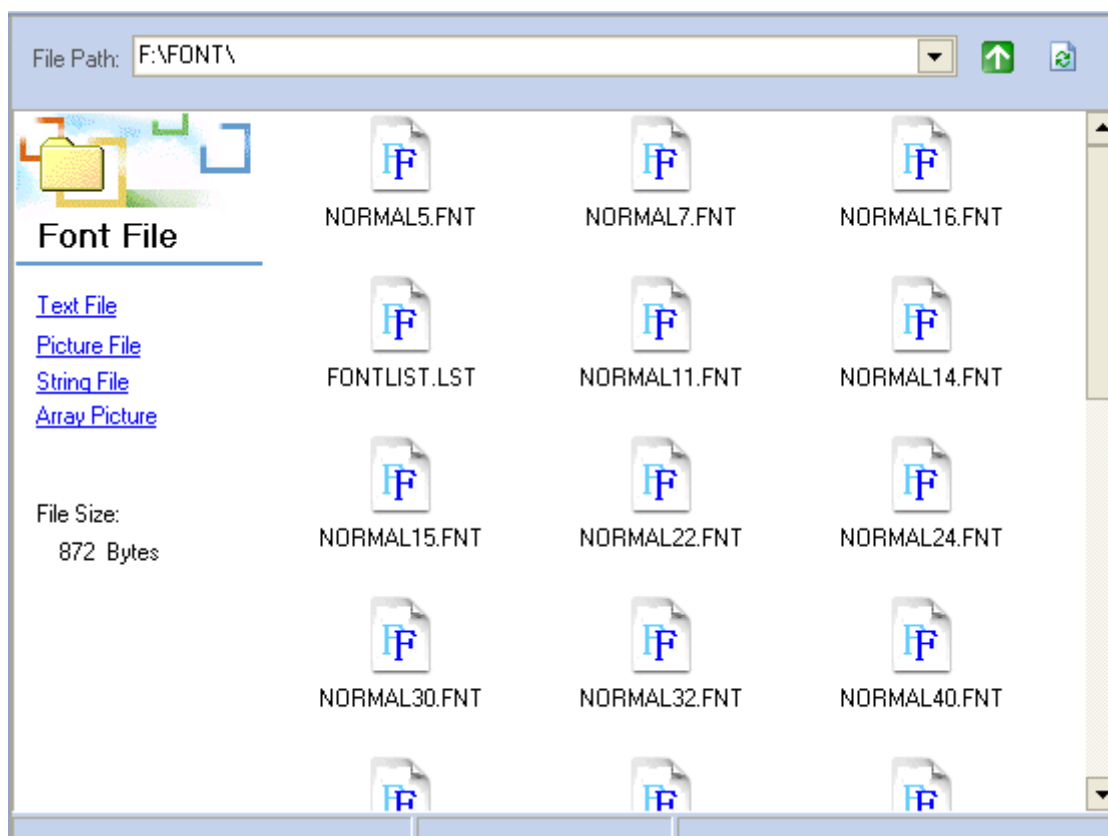 File Path: F:\FONT\
Font File
Text File
Picture File
String File
Array Picture
File Size:
872 Bytes
NORMAL5.FNT NORMAL7.FNT NORMAL16.FNT
FONTLIST.LST NORMAL11.FNT NORMAL14.FNT
NORMAL15.FNT NORMAL22.FNT NORMAL24.FNT
NORMAL30.FNT NORMAL32.FNT NORMAL40.FNT